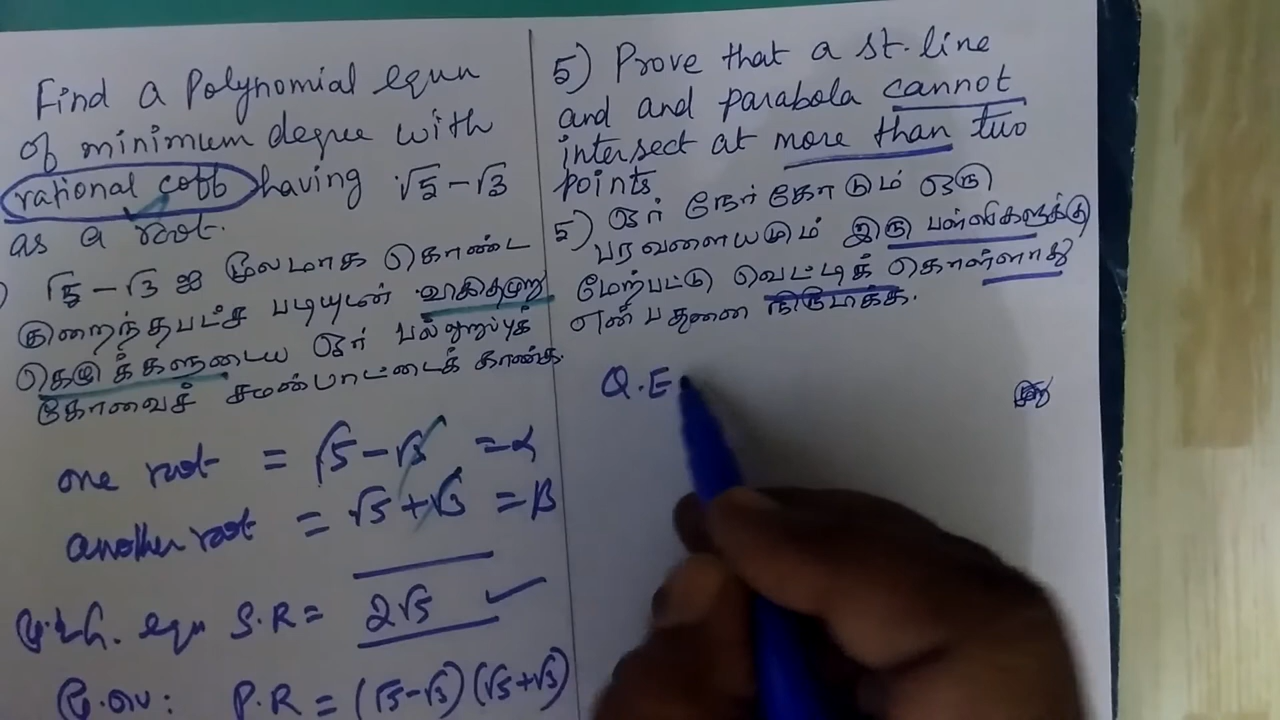 Find a Polynomial equn
of minimum degree with
rational coff having √5 - √3
as a root.
) √5 - √3 ஐ மூலமாக கொண்ட
குறைந்தபட்ச படியுடன் விகிதமுறு
கெழுக்களுடைய ஓர் பல்லுறுப்புக்
கோவைச் சமன்பாட்டைக் காண்க.
one root = √5 - √3 = α
another root = √5 + √3 = β
equn S.R = 2√5
P.R = (√5-√3)(√5+√3)
5) Prove that a st. line
and and parabola cannot
intersect at more than two
points
5) ஓர் நேர்கோடும் ஒரு
பரவளையமும் இரு புள்ளிகளுக்கு
மேற்பட்டு வெட்டிக் கொள்ளாது
என்பதனை நிரூபிக்க.
Q.E